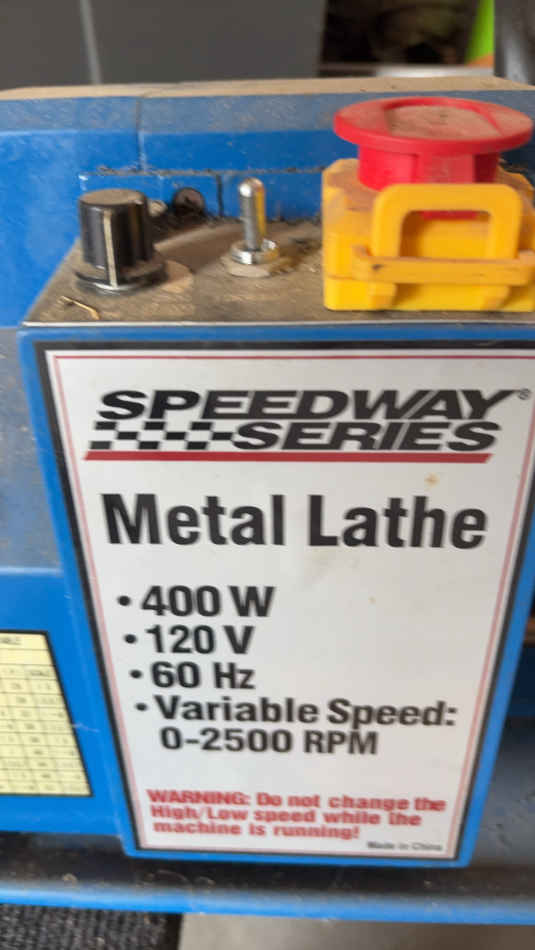 SPEEDWAY®
SERIES
Metal Lathe
• 400 W
• 120 V
• 60 Hz
• Variable Speed:
0-2500 RPM
WARNING: Do not change the
High/Low speed while the
machine is running!
Made in China